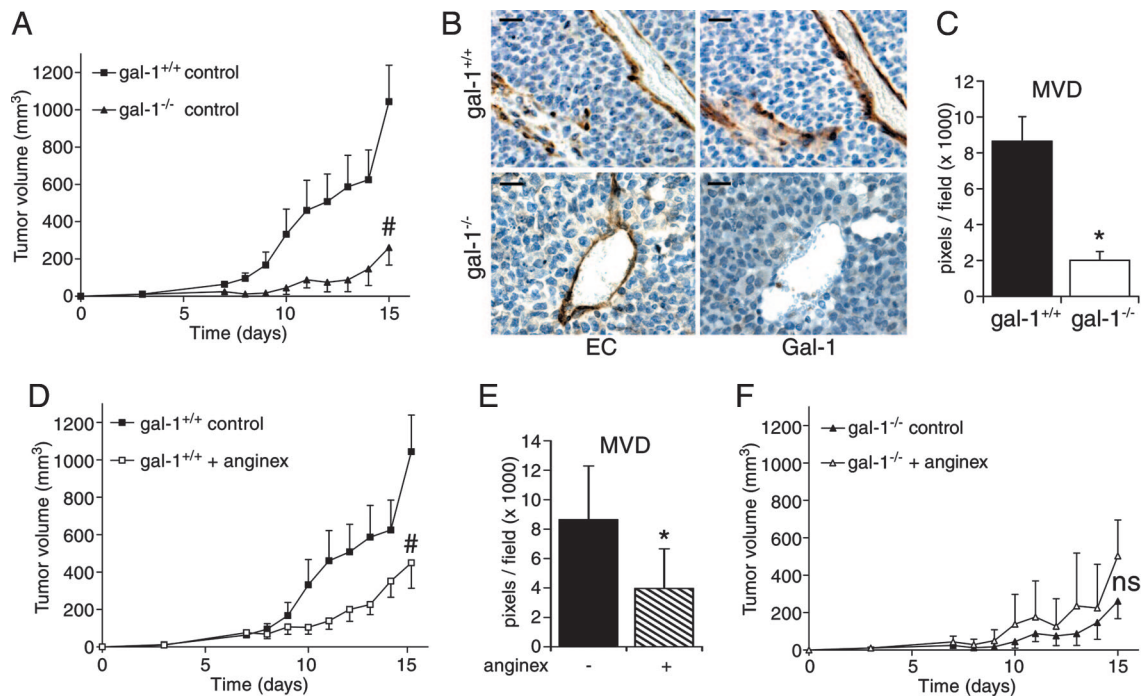 A
Tumor volume (mm³)
1200
1000
800
600
400
200
0
gal-1⁺/⁺ control
gal-1⁻/⁻ control
#
0 5 10 15
Time (days)
B
gal-1⁺/⁺
gal-1⁻/⁻
EC Gal-1
C
MVD
pixels / field (x 1000)
12
10
8
6
4
2
0
*
gal-1⁺/⁺ gal-1⁻/⁻
D
Tumor volume (mm³)
1200
1000
800
600
400
200
0
gal-1⁺/⁺ control
gal-1⁺/⁺ + anginex
#
0 5 10 15
Time (days)
E
MVD
pixels / field (x 1000)
14
12
10
8
6
4
2
0
*
anginex - +
F
Tumor volume (mm³)
1200
1000
800
600
400
200
0
gal-1⁻/⁻ control
gal-1⁻/⁻ + anginex
ns
0 5 10 15
Time (days)